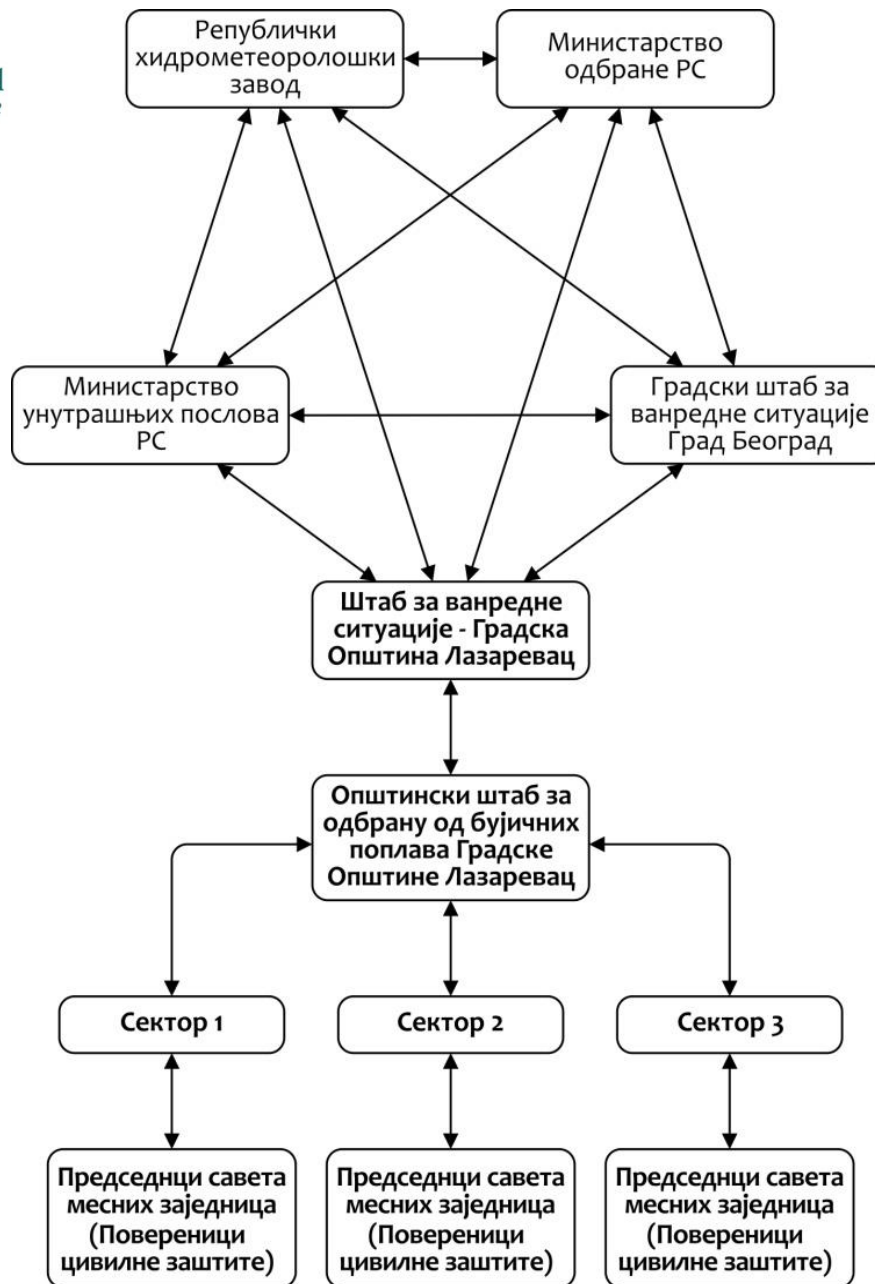 Републички
хидрометеоролошки
завод
Министарство
одбране РС
Министарство
унутрашњих послова
РС
Градски штаб за
ванредне ситуације
Град Београд
Штаб за ванредне
ситуације - Градска
Општина Лазаревац
Општински штаб за
одбрану од бујичних
поплава Градске
Општине Лазаревац
Сектор 1
Сектор 2
Сектор 3
Председнци савета
месних заједница
(Повереници
цивилне заштите)
Председнци савета
месних заједница
(Повереници
цивилне заштите)
Председнци савета
месних заједница
(Повереници
цивилне заштите)